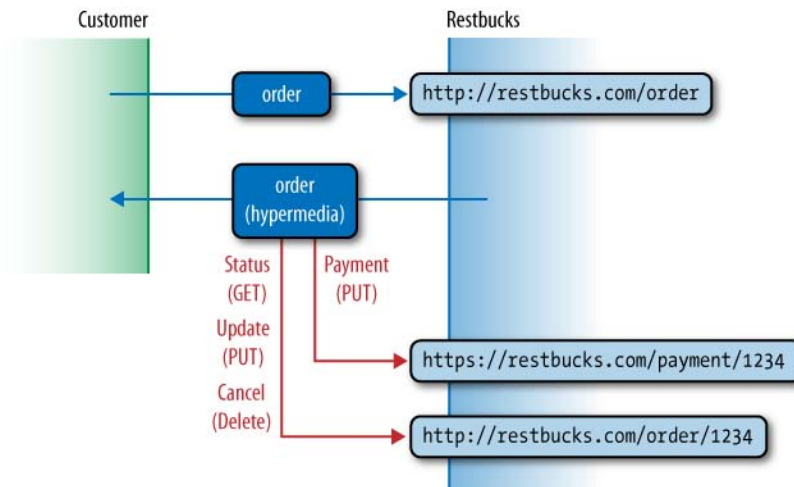 Customer
Restbucks
order
http://restbucks.com/order
order
(hypermedia)
Status
(GET)
Payment
(PUT)
Update
(PUT)
https://restbucks.com/payment/1234
Cancel
(Delete)
http://restbucks.com/order/1234